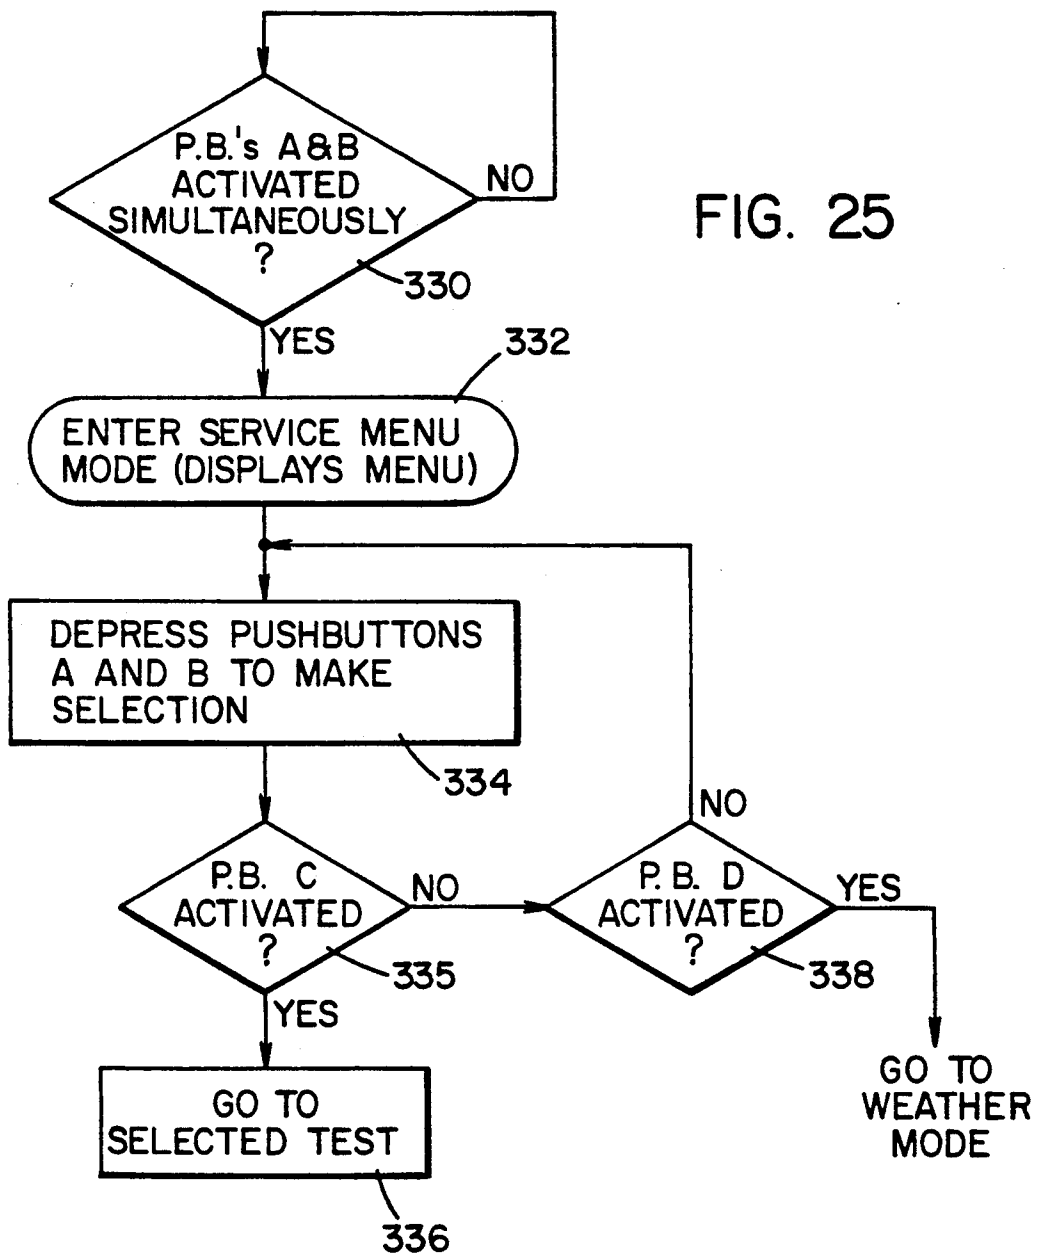 P.B.'s A&B
ACTIVATED
SIMULTANEOUSLY
?
NO
FIG. 25
330
YES
332
ENTER SERVICE MENU
MODE (DISPLAYS MENU)
DEPRESS PUSHBUTTONS
A AND B TO MAKE
SELECTION
334
NO
P.B. C
ACTIVATED
?
NO
335
P.B. D
ACTIVATED
?
YES
338
YES
GO TO
SELECTED TEST
336
GO TO
WEATHER
MODE